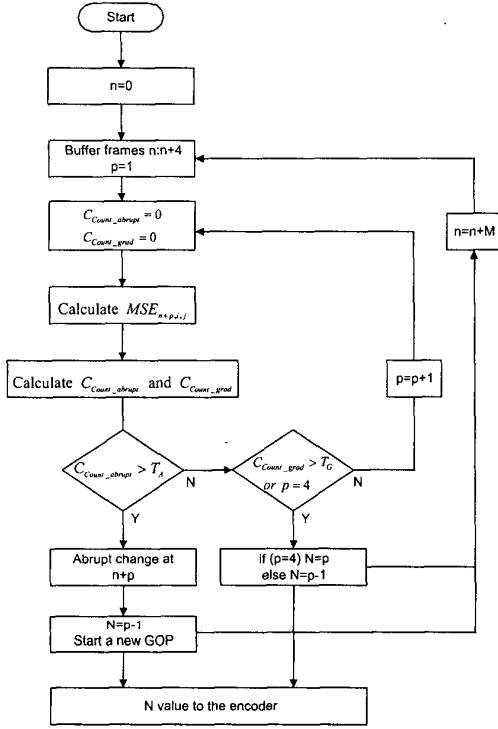 Start
n=0
Buffer frames n:n+4
p=1
C_Count_abrupt = 0
C_Count_grad = 0
n=n+M
Calculate MSE_n+p,i,j
Calculate C_Count_abrupt and C_Count_grad
p=p+1
C_Count_abrupt > T_A
N
C_Count_grad > T_G
or p = 4
N
Y
Y
Abrupt change at
n+p
if (p=4) N=p
else N=p-1
N=p-1
Start a new GOP
N value to the encoder